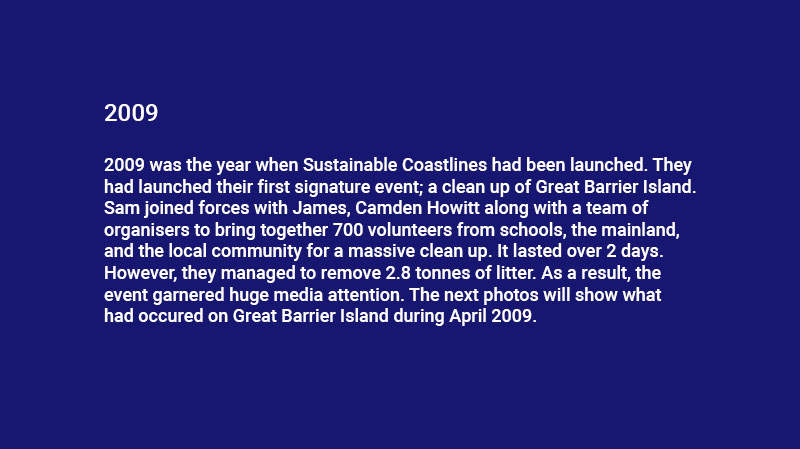 2009
2009 was the year when Sustainable Coastlines had been launched. They
had launched their first signature event; a clean up of Great Barrier Island.
Sam joined forces with James, Camden Howitt along with a team of
organisers to bring together 700 volunteers from schools, the mainland,
and the local community for a massive clean up. It lasted over 2 days.
However, they managed to remove 2.8 tonnes of litter. As a result, the
event garnered huge media attention. The next photos will show what
had occured on Great Barrier Island during April 2009.